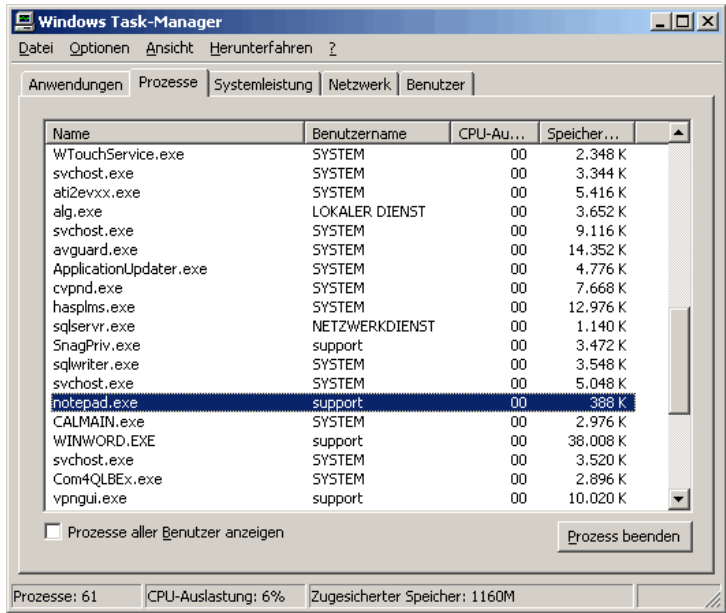 Windows Task-Manager
Datei Optionen Ansicht Herunterfahren ?
Anwendungen Prozesse Systemleistung Netzwerk Benutzer
Name Benutzername CPU-Au... Speicher...
WTouchService.exe SYSTEM 00 2.348 K
svchost.exe SYSTEM 00 3.344 K
ati2evxx.exe SYSTEM 00 5.416 K
alg.exe LOKALER DIENST 00 3.652 K
svchost.exe SYSTEM 00 9.116 K
avguard.exe SYSTEM 00 14.352 K
ApplicationUpdater.exe SYSTEM 00 4.776 K
cvpnd.exe SYSTEM 00 7.668 K
hasplms.exe SYSTEM 00 12.976 K
sqlservr.exe NETZWERKDIENST 00 1.140 K
SnagPriv.exe support 00 3.472 K
sqlwriter.exe SYSTEM 00 3.548 K
svchost.exe SYSTEM 00 5.048 K
notepad.exe support 00 388 K
CALMAIN.exe SYSTEM 00 2.976 K
WINWORD.EXE support 00 38.008 K
svchost.exe SYSTEM 00 3.520 K
Com4QLBEx.exe SYSTEM 00 2.896 K
vpngui.exe support 00 10.020 K
Prozesse aller Benutzer anzeigen Prozess beenden
Prozesse: 61 CPU-Auslastung: 6% Zugesicherter Speicher: 1160M